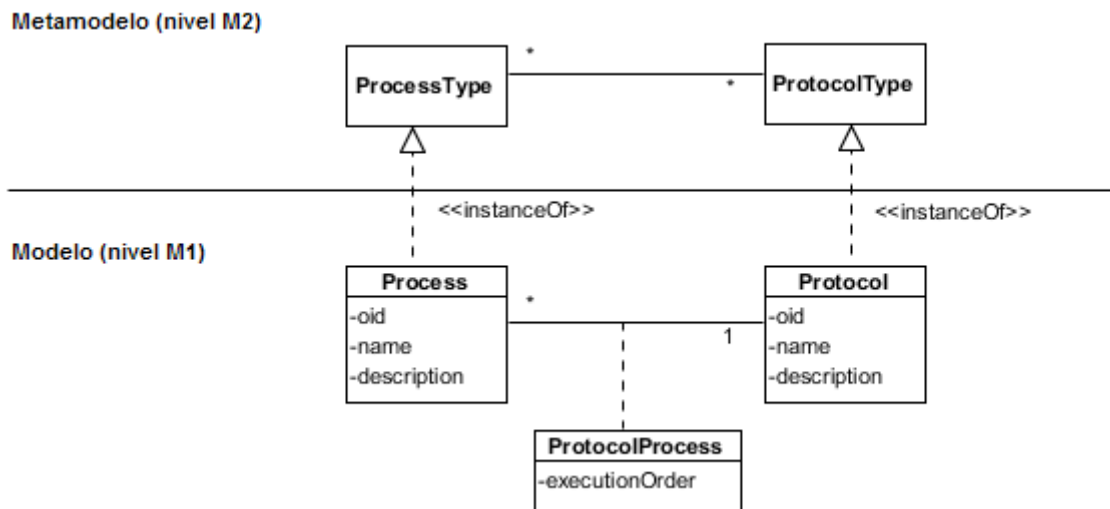 Metamodelo (nivel M2)
*
ProcessType
ProtocolType
*
<<instanceOf>>
<<instanceOf>>
Modelo (nivel M1)
Process
Protocol
-oid
-name
-description
*
1
-oid
-name
-description
ProtocolProcess
-executionOrder